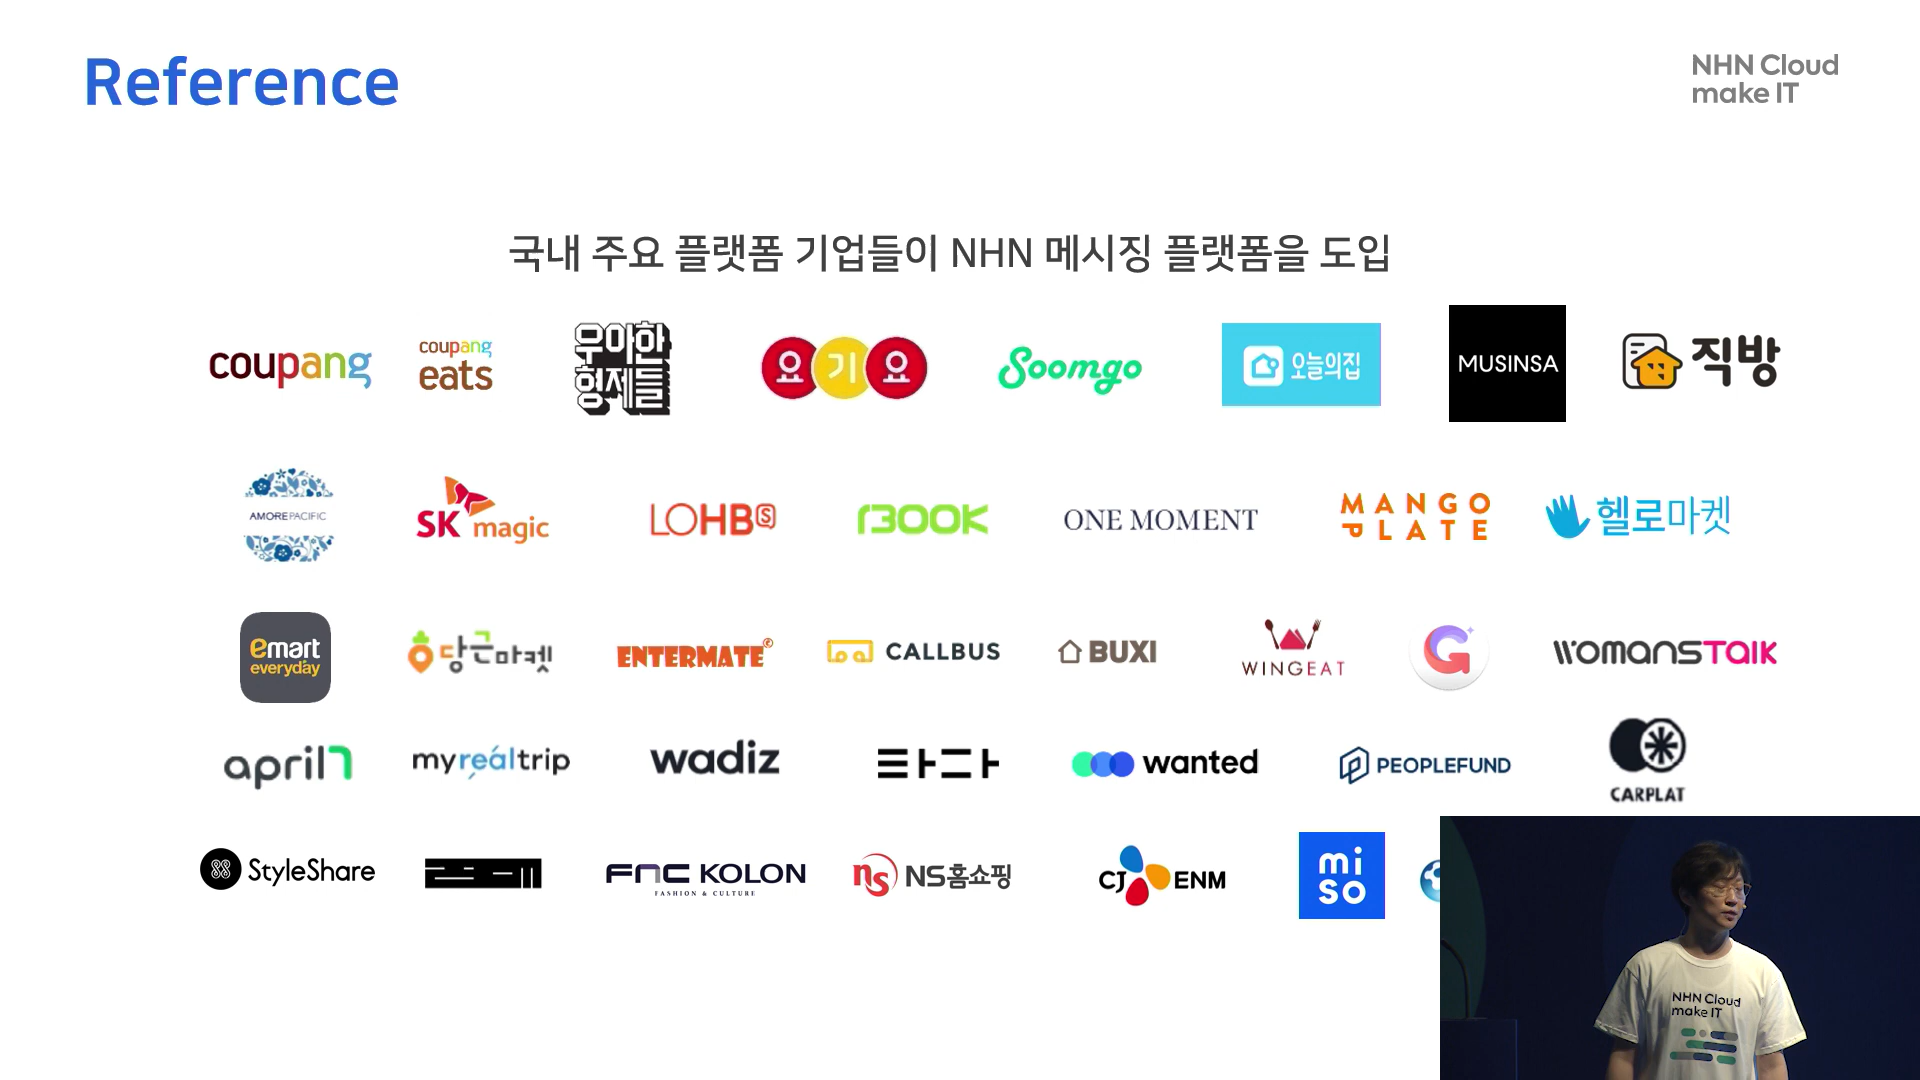 Reference
NHN Cloud
make IT
국내 주요 플랫폼 기업들이 NHN 메시징 플랫폼을 도입
coupang
coupang
eats
우아한
형제들
요기요
Soomgo
오늘의집
MUSINSA
직방
AMOREPACIFIC
SK magic
LOHBS
BOOK
ONE MOMENT
MANGO
PLATE
헬로마켓
emart
everyday
당근마켓
ENTERMATE
CALLBUS
BUXI
WINGEAT
G
WOMANSTALK
april7
myrealtrip
wadiz
타다
wanted
PEOPLEFUND
CARPLAT
StyleShare
FNC KOLON
FASHION & CULTURE
ns NS홈쇼핑
CJ ENM
mi
so
NHN Cloud
make IT